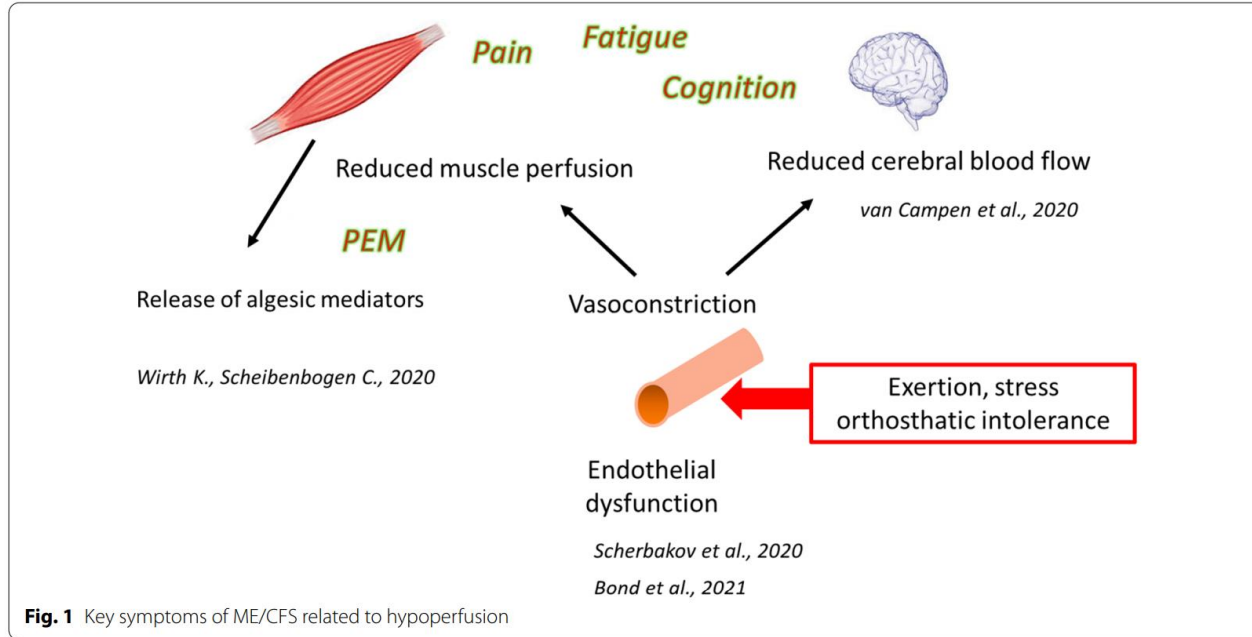 Pain
Fatigue
Cognition
Reduced muscle perfusion
Reduced cerebral blood flow
van Campen et al., 2020
PEM
Release of algesic mediators
Vasoconstriction
Wirth K., Scheibenbogen C., 2020
Exertion, stress
orthosthatic intolerance
Endothelial
dysfunction
Scherbakov et al., 2020
Bond et al., 2021
Fig. 1 Key symptoms of ME/CFS related to hypoperfusion